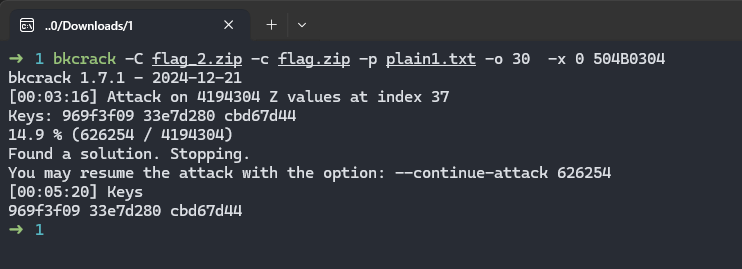 ..0/Downloads/1
➜ 1 bkcrack -C flag_2.zip -c flag.zip -p plain1.txt -o 30  -x 0 504B0304
bkcrack 1.7.1 - 2024-12-21
[00:03:16] Attack on 4194304 Z values at index 37
Keys: 969f3f09 33e7d280 cbd67d44
14.9 % (626254 / 4194304)
Found a solution. Stopping.
You may resume the attack with the option: --continue-attack 626254
[00:05:20] Keys
969f3f09 33e7d280 cbd67d44
➜ 1